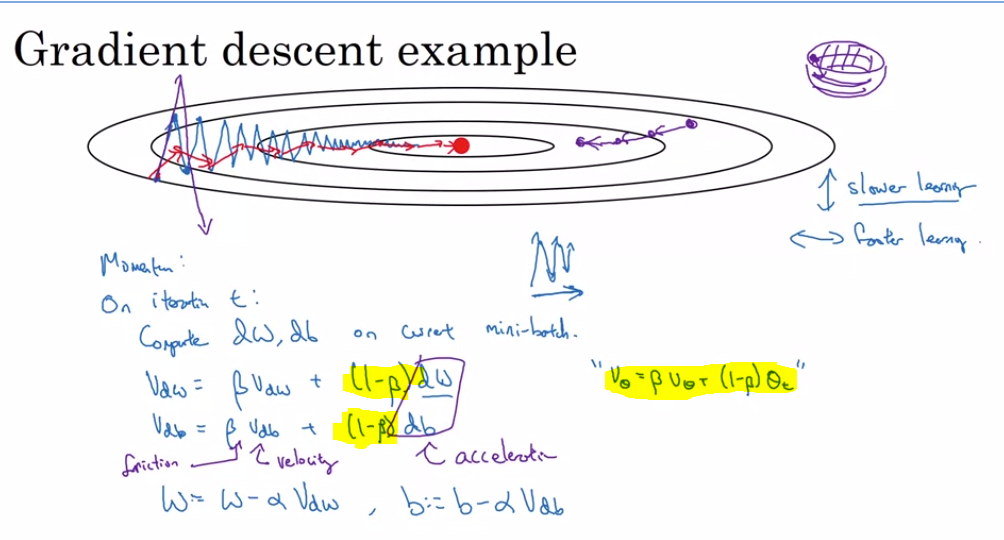 Gradient descent example
↕ slower learning
↔ faster learning.
Momentum:
On iteration t:
Compute dW, db on current mini-batch.
Vdw = β Vdw + (1-β) dW
"Vθ = β Vθ + (1-β) θt"
Vdb = β Vdb + (1-β) db
friction velocity acceleration
W := W - α Vdw , b := b - α Vdb